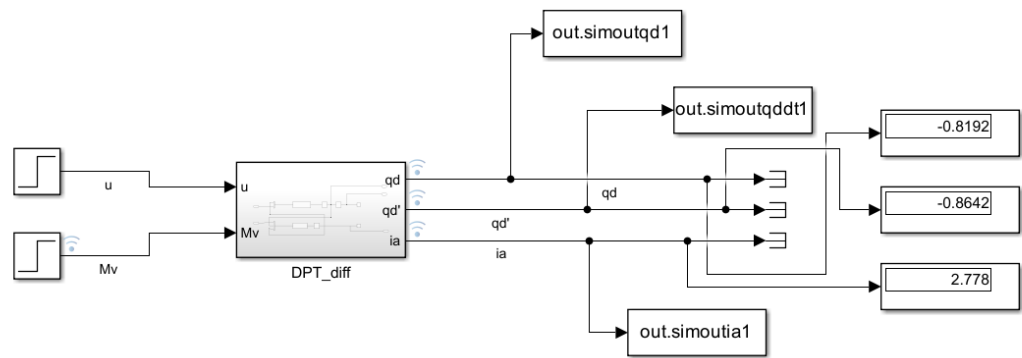 out.simoutqd1
out.simoutqddt1
-0.8192
u
u
qd
qd
-0.8642
qd'
qd'
Mv
Mv
ia
ia
DPT_diff
2.778
out.simoutia1